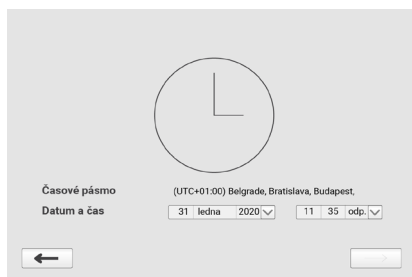 Časové pásmo (UTC+01:00) Belgrade, Bratislava, Budapest,
Datum a čas 31 ledna 2020 11 35 odp.